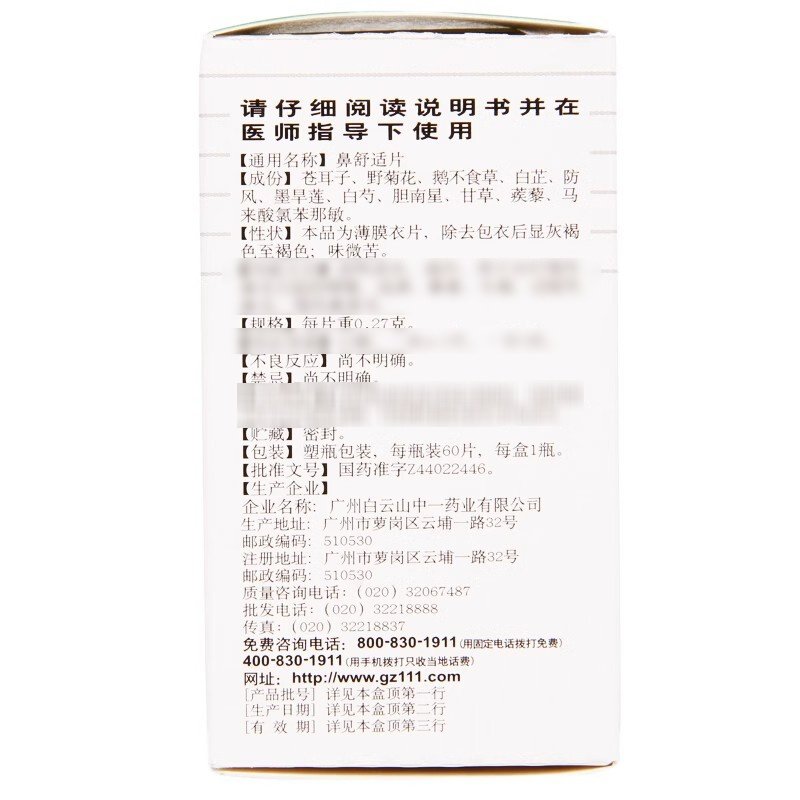 请仔细阅读说明书并在
医师指导下使用
【通用名称】鼻舒适片
【成份】苍耳子、野菊花、鹅不食草、白芷、防
风、墨旱莲、白芍、胆南星、甘草、蒺藜、马
来酸氯苯那敏。
【性状】本品为薄膜衣片，除去包衣后显灰褐
色至褐色；味微苦。
【规格】每片重0.27克。
【不良反应】尚不明确。
【禁忌】尚不明确。
【贮藏】密封。
【包装】塑瓶包装，每瓶装60片，每盒1瓶。
【批准文号】国药准字Z44022446。
【生产企业】
企业名称：广州白云山中一药业有限公司
生产地址：广州市萝岗区云埔一路32号
邮政编码：510530
注册地址：广州市萝岗区云埔一路32号
邮政编码：510530
质量咨询电话：(020) 32067487
批发电话：(020) 32218888
传真：(020) 32218837
免费咨询电话：800-830-1911(用固定电话拨打免费)
400-830-1911(用手机拨打只收当地话费)
网址：http://www.gz111.com
[产品批号] 详见本盒顶第一行
[生产日期] 详见本盒顶第二行
[有 效 期] 详见本盒顶第三行